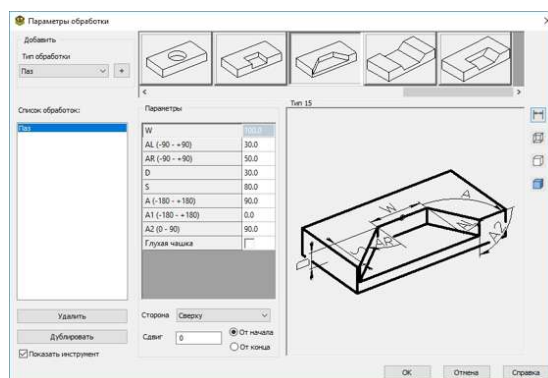 Параметры обработки
Добавить
Тип обработки
Паз
+
Список обработок:
Паз
Параметры
W 100.0
AL (-90 - +90) 30.0
AR (-90 - +90) 50.0
D 30.0
S 80.0
A (-180 - +180) 90.0
A1 (-180 - +180) 0.0
A2 (0 - 90) 90.0
Глухая чашка
Тип 15
W
A
AL
A2
S
AR
D
Удалить
Дублировать
Показать инструмент
Сторона Сверху
Сдвиг 0
От начала
От конца
OK Отмена Справка